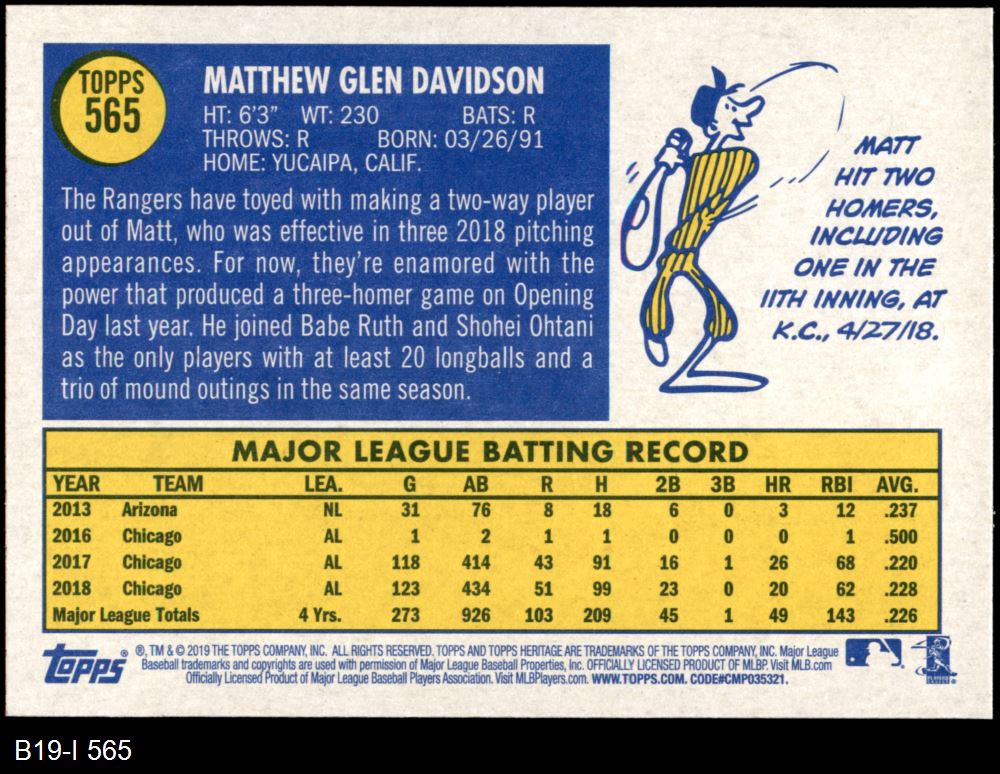 TOPPS
565
MATTHEW GLEN DAVIDSON
HT: 6'3" WT: 230 BATS: R
THROWS: R BORN: 03/26/91
HOME: YUCAIPA, CALIF.
The Rangers have toyed with making a two-way player
out of Matt, who was effective in three 2018 pitching
appearances. For now, they're enamored with the
power that produced a three-homer game on Opening
Day last year. He joined Babe Ruth and Shohei Ohtani
as the only players with at least 20 longballs and a
trio of mound outings in the same season.
MATT
HIT TWO
HOMERS,
INCLUDING
ONE IN THE
11TH INNING, AT
K.C., 4/27/18.
MAJOR LEAGUE BATTING RECORD
YEAR TEAM LEA. G AB R H 2B 3B HR RBI AVG.
2013 Arizona NL 31 76 8 18 6 0 3 12 .237
2016 Chicago AL 1 2 1 1 0 0 0 1 .500
2017 Chicago AL 118 414 43 91 16 1 26 68 .220
2018 Chicago AL 123 434 51 99 23 0 20 62 .228
Major League Totals 4 Yrs. 273 926 103 209 45 1 49 143 .226
Topps ®
®, TM & © 2019 THE TOPPS COMPANY, INC. ALL RIGHTS RESERVED. TOPPS AND TOPPS HERITAGE ARE TRADEMARKS OF THE TOPPS COMPANY, INC. Major League
Baseball trademarks and copyrights are used with permission of Major League Baseball Properties, Inc. OFFICIALLY LICENSED PRODUCT OF MLBP. Visit MLB.com
Officially Licensed Product of Major League Baseball Players Association. Visit MLBPlayers.com. WWW.TOPPS.COM. CODE#CMP035321.
B19-I 565